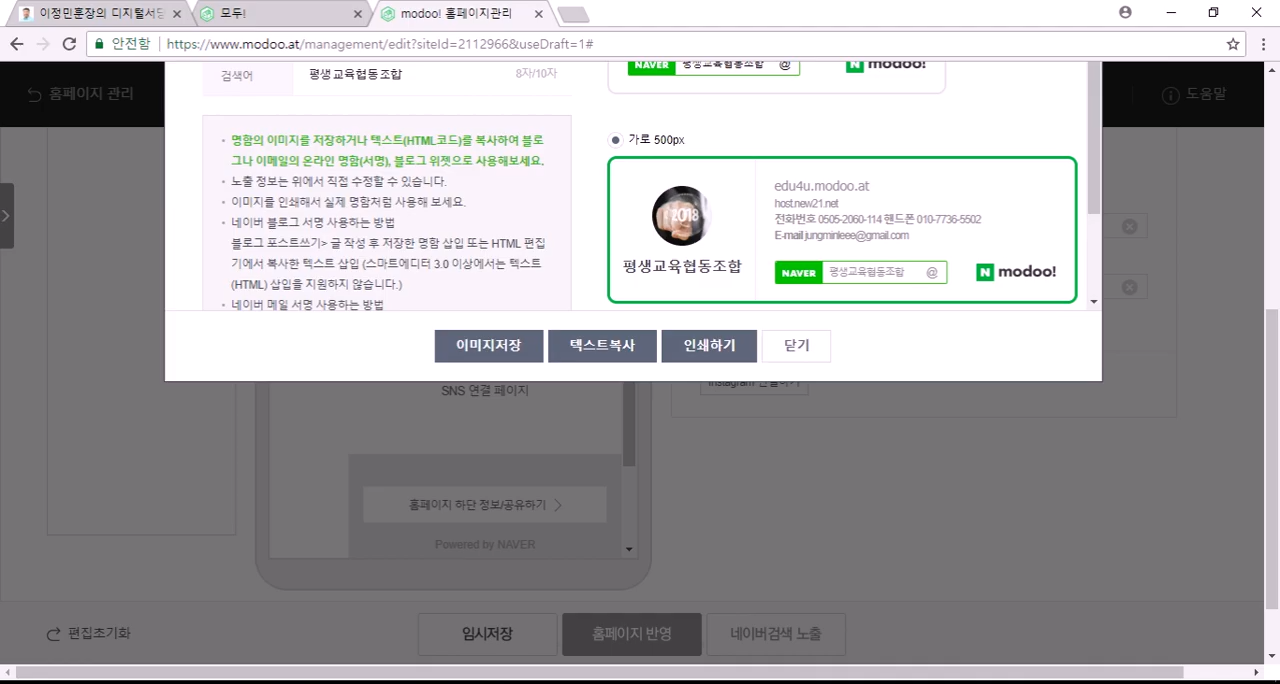 이정민훈장의 디지털서당
모두!
modoo! 홈페이지관리
안전함
https://www.modoo.at/management/edit?siteId=2112966&useDraft=1#
홈페이지 관리
도움말
검색어
평생교육협동조합
8자/10자
NAVER 평생교육협동조합 @
N modoo!
· 명함의 이미지를 저장하거나 텍스트(HTML코드)를 복사하여 블로
그나 이메일의 온라인 명함(서명), 블로그 위젯으로 사용해보세요.
· 노출 정보는 위에서 직접 수정할 수 있습니다.
· 이미지를 인쇄해서 실제 명함처럼 사용해 보세요.
· 네이버 블로그 서명 사용하는 방법
블로그 포스트쓰기> 글 작성 후 저장한 명함 삽입 또는 HTML 편집
기에서 복사한 텍스트 삽입 (스마트에디터 3.0 이상에서는 텍스트
(HTML) 삽입을 지원하지 않습니다.)
· 네이버 메일 서명 사용하는 방법
가로 500px
2018
평생교육협동조합
edu4u.modoo.at
host.new21.net
전화번호 0505-2060-114 핸드폰 010-7736-5502
E-mail jungminleee@gmail.com
NAVER 평생교육협동조합 @
N modoo!
이미지저장
텍스트복사
인쇄하기
닫기
SNS 연결 페이지
Instagram 연결하기
홈페이지 하단 정보/공유하기 >
Powered by NAVER
편집초기화
임시저장
홈페이지 반영
네이버검색 노출